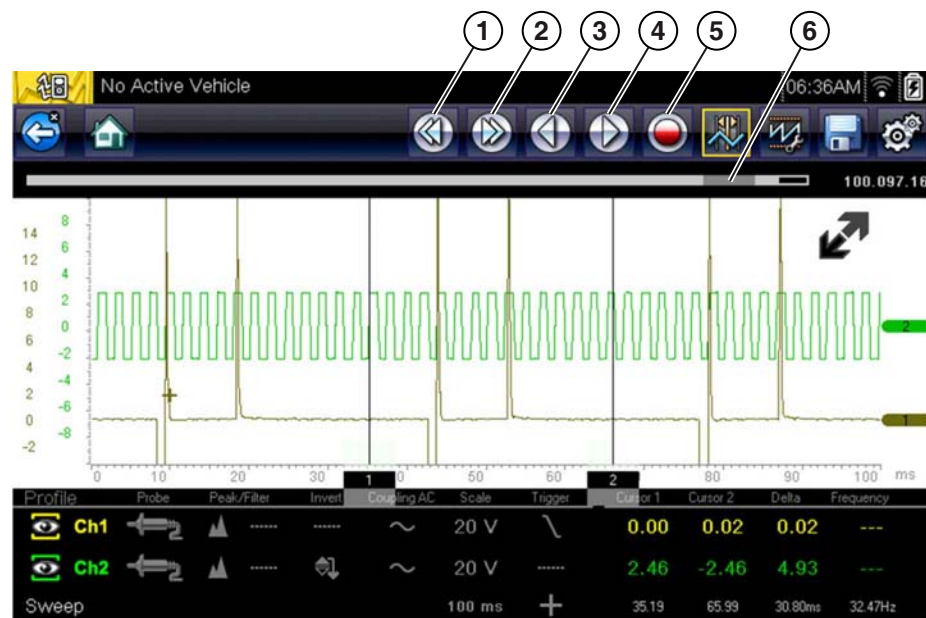 1 2 3 4 5 6
No Active Vehicle 06:36AM
100.097.16
14 8
12 6
10 4
8 2
6 0
4 -2
2 -4
0 -6
-2 -8
2
1
0 10 20 30 1 0 50 60 2 80 90 100 ms
Profile Probe Peak/Filter Invert Coupling AC Scale Trigger Cursor 1 Cursor 2 Delta Frequency
Ch1 ------ ------ 20 V 0.00 0.02 0.02 ---
Ch2 ------ 20 V ------ 2.46 -2.46 4.93 ---
Sweep 100 ms 35.19 65.99 30.80ms 32.47Hz